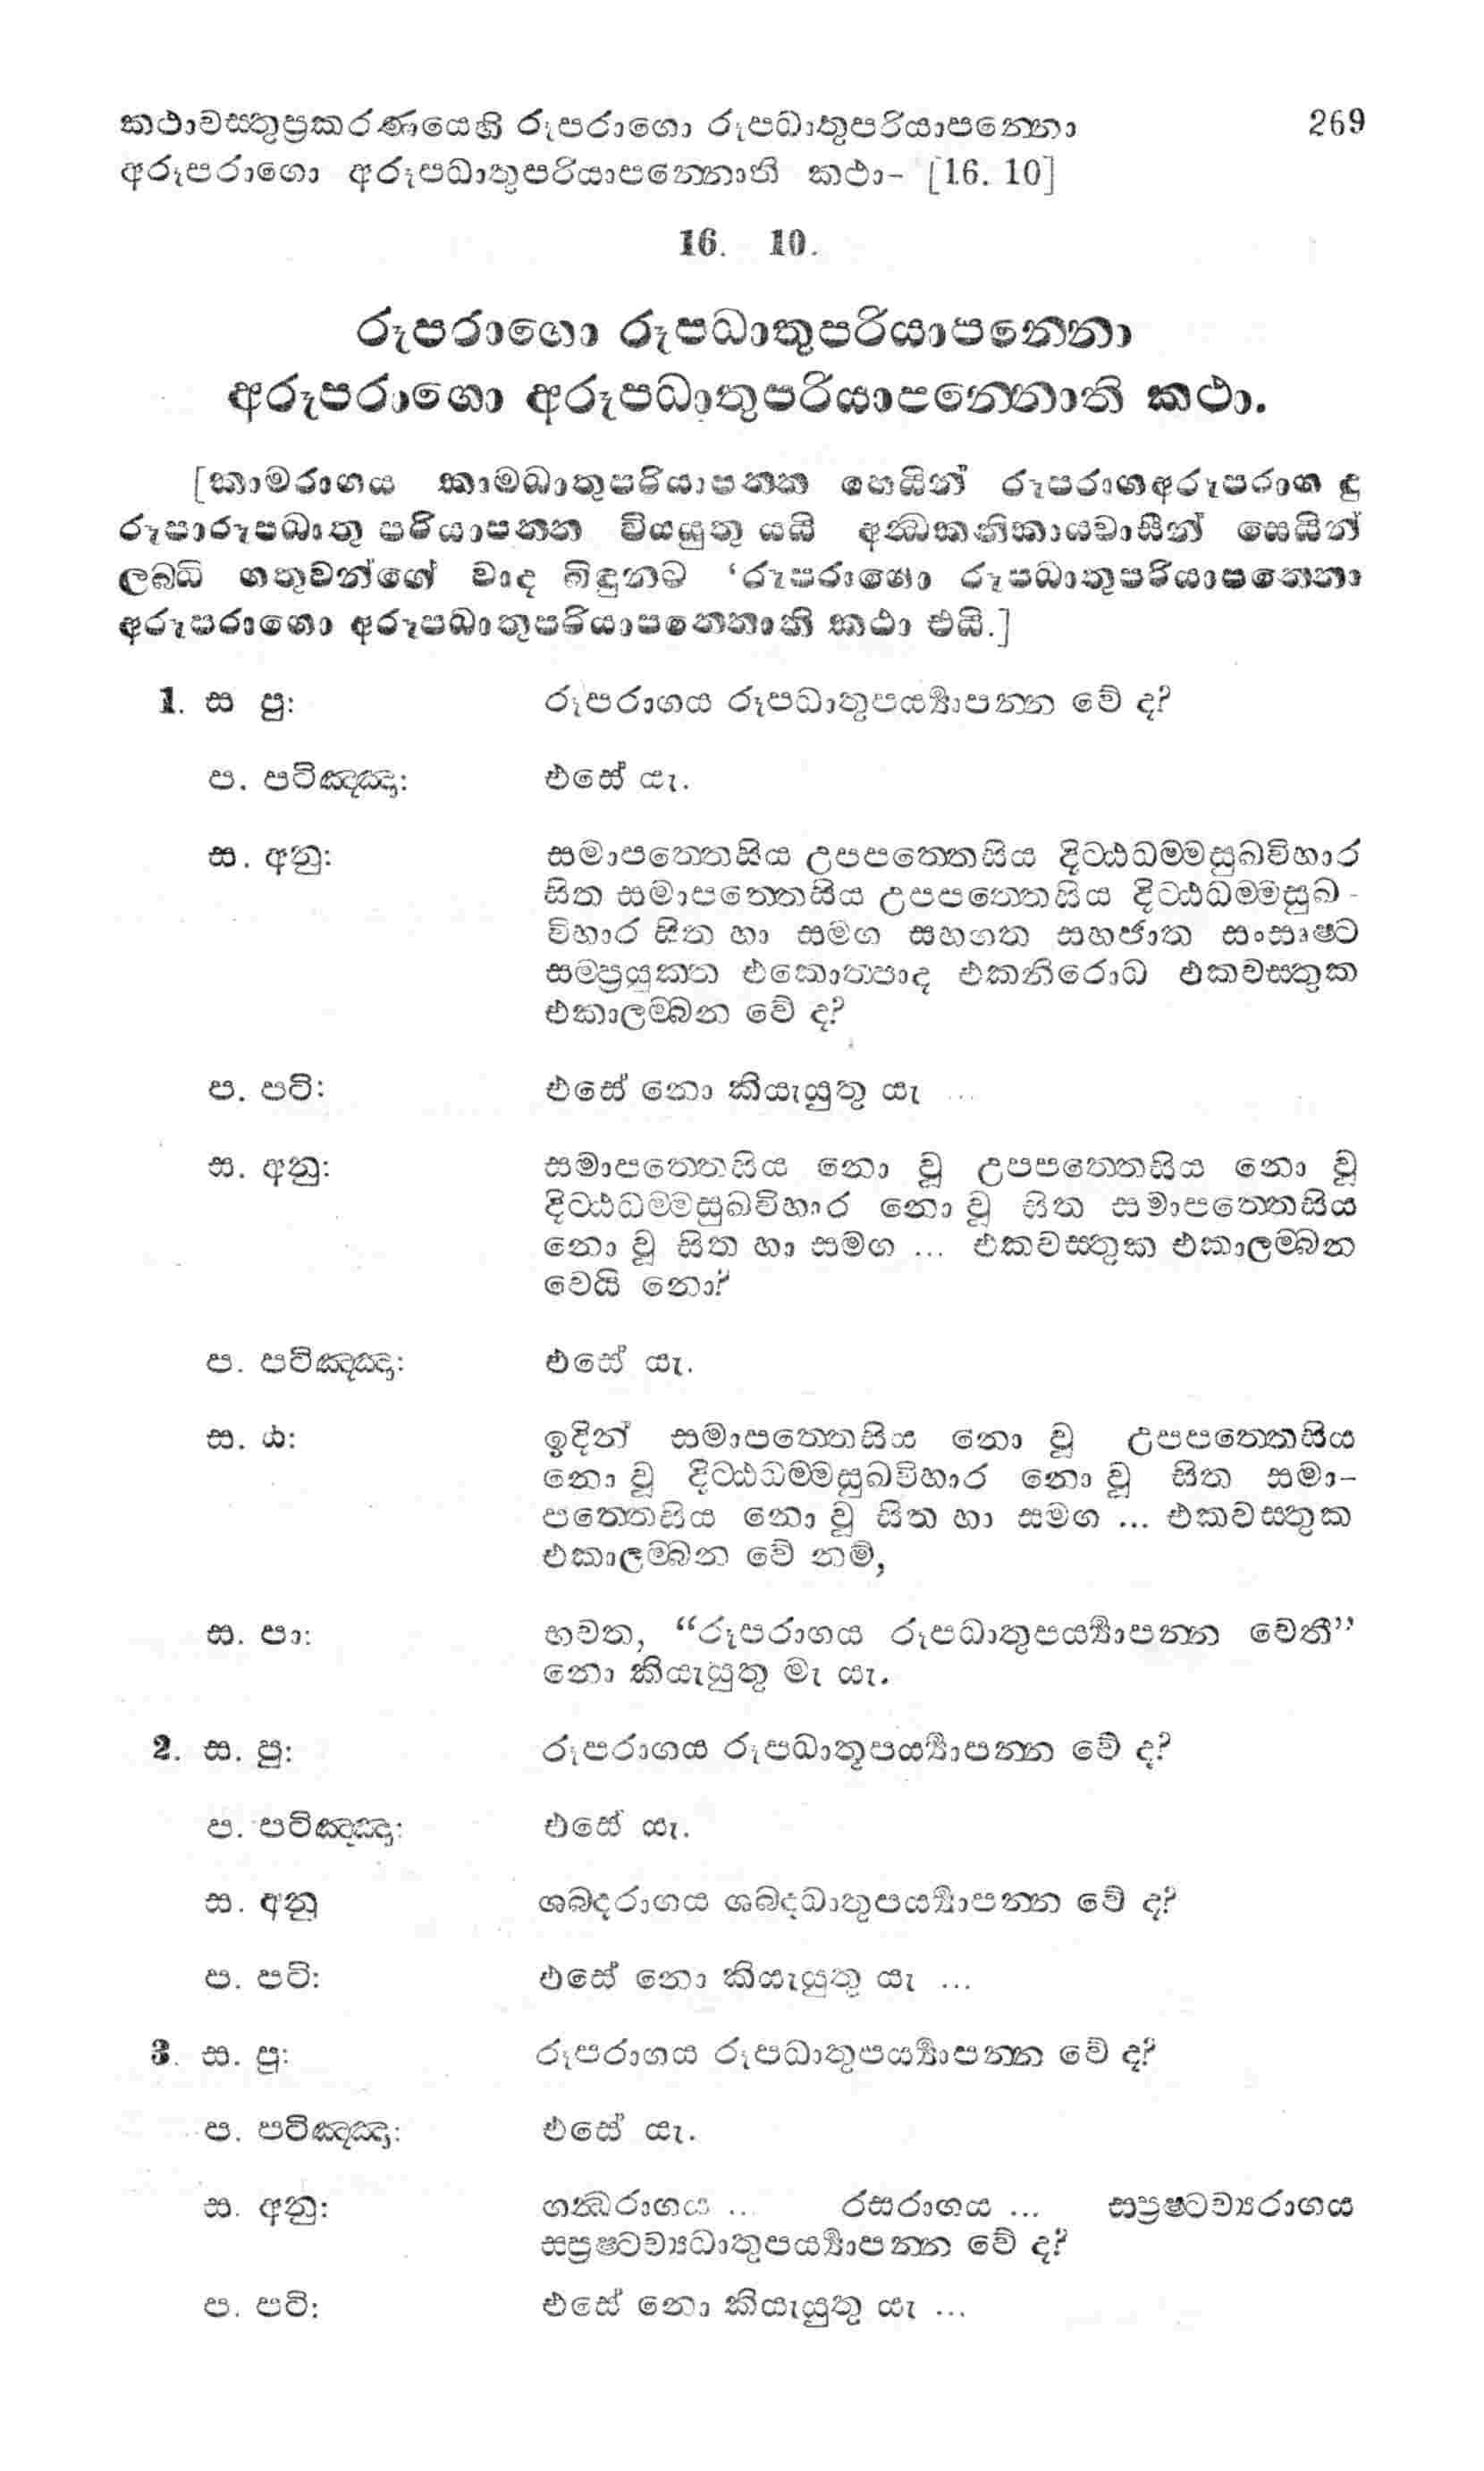 කථාවස්තුප්‍රකරණයෙහි රූපරාගො රූපධාතුපරියාපන්නො 269
අරූපරාගො අරූපධාතුපරියාපන්නොති කථා- [16. 10]
16. 10.
රූපරාගො රූපධාතුපරියාපන්නො
අරූපරාගො අරූපධාතුපරියාපන්නොති කථා.
[කාමරාගය කාමධාතුපරියාපන්න හෙයින් රූපරාගඅරූපරාග ද
රූපාරූපධාතු පරියාපන්න වියයුතු යයි අන්ධකනිකායවාසීන් සෙයින්
ලබ්ධි ගතුවන්ගේ වාද බිඳුනට ‘රූපරාගො රූපධාතුපරියාපන්නො
අරූපරාගො අරූපධාතුපරියාපන්නොති කථා එයි.]
1. ස පු: රූපරාගය රූපධාතුපර්‍ය්‍යාපන්න වේ ද?
ප. පටිඤ්ඤා: එසේ යැ.
ස. අනු: සමාපත්තෙසිය උපපත්තෙසිය දිට්ඨධම්මසුඛවිහාර
සිත සමාපත්තෙසිය උපපත්තෙසිය දිට්ඨධම්මසුඛ-
විහාර සිත හා සමග සහගත සහජාත සංසෘෂ්ට
සම්ප්‍රයුක්ත එකොත්පාද එකනිරොධ එකවස්තුක
එකාලම්බන වේ ද?
ප. පටි: එසේ නො කියැයුතු යැ ...
ස. අනු: සමාපත්තෙසිය නො වූ උපපත්තෙසිය නො වූ
දිට්ඨධම්මසුඛවිහාර නො වූ සිත සමාපත්තෙසිය
නො වූ සිත හා සමග ... එකවස්තුක එකාලම්බන
වෙයි නො?
ප. පටිඤ්ඤා: එසේ යැ.
ස. ඨ: ඉදින් සමාපත්තෙසිය නො වූ උපපත්තෙසිය
නො වූ දිට්ඨධම්මසුඛවිහාර නො වූ සිත සමා-
පත්තෙසිය නො වූ සිත හා සමග ... එකවස්තුක
එකාලම්බන වේ නම්,
ස. පා: භවත, “රූපරාගය රූපධාතුපර්‍ය්‍යාපන්න වෙතී”
නො කියැයුතු මැ යැ.
2. ස. පු: රූපරාගය රූපධාතුපර්‍ය්‍යාපන්න වේ ද?
ප. පටිඤ්ඤා: එසේ යැ.
ස. අනු ශබ්දරාගය ශබ්දධාතුපර්‍ය්‍යාපන්න වේ ද?
ප. පටි: එසේ නො කියැයුතු යැ ...
3. ස. පු: රූපරාගය රූපධාතුපර්‍ය්‍යාපන්න වේ ද?
ප. පටිඤ්ඤා: එසේ යැ.
ස. අනු: ගන්ධරාගය ... රසරාගය ... ස්ප්‍රෂ්ටව්‍යරාගය
ස්ප්‍රෂ්ටව්‍යධාතුපර්‍ය්‍යාපන්න වේ ද?
ප. පටි: එසේ නො කියැයුතු යැ ...